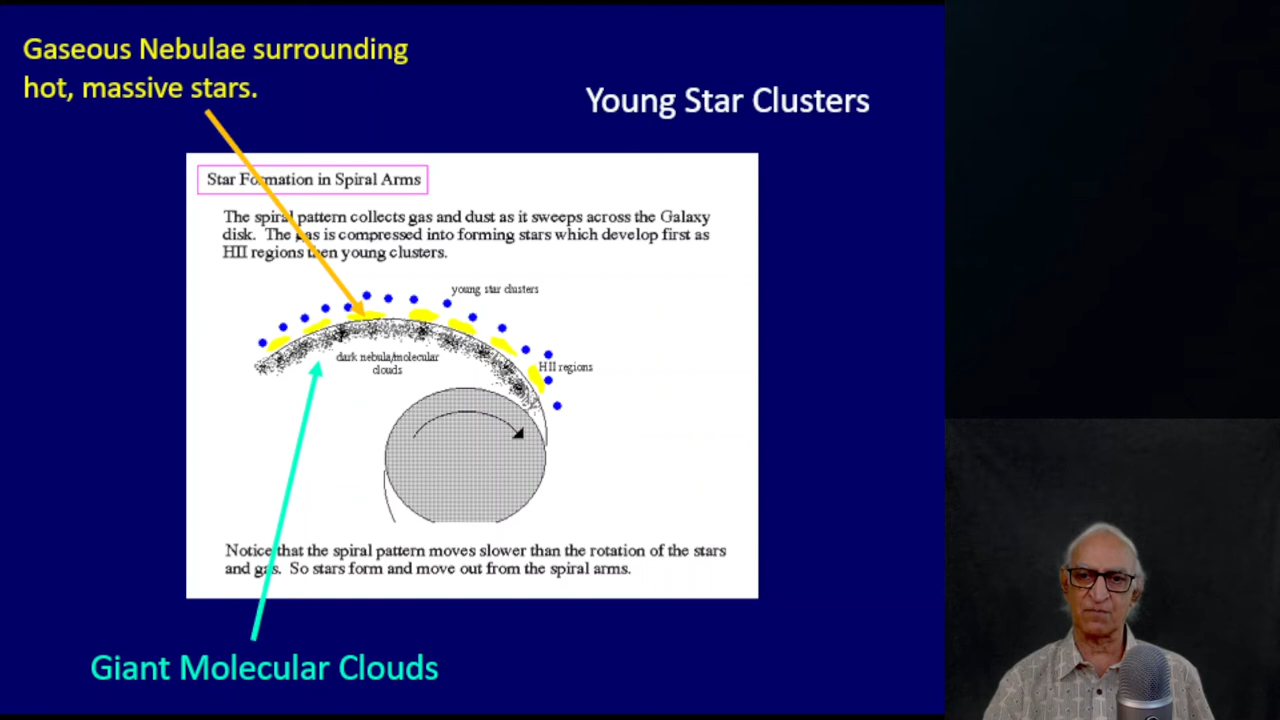 Gaseous Nebulae surrounding
hot, massive stars.
Young Star Clusters
Star Formation in Spiral Arms
The spiral pattern collects gas and dust as it sweeps across the Galaxy
disk. The gas is compressed into forming stars which develop first as
HII regions then young clusters.
young star clusters
dark nebula/molecular
clouds
HII regions
Notice that the spiral pattern moves slower than the rotation of the stars
and gas. So stars form and move out from the spiral arms.
Giant Molecular Clouds